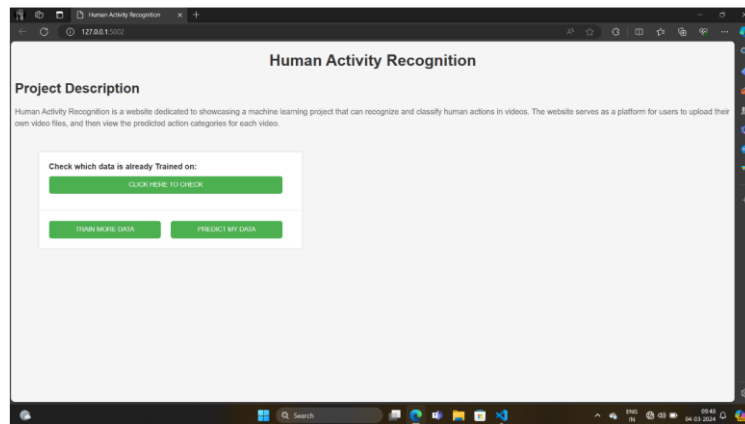 Human Activity Recognition
127.0.0.1:5002
Human Activity Recognition
Project Description
Human Activity Recognition is a website dedicated to showcasing a machine learning project that can recognize and classify human actions in videos. The website serves as a platform for users to upload their
own video files, and then view the predicted action categories for each video.
Check which data is already Trained on:
CLICK HERE TO CHECK
TRAIN MORE DATA PREDICT MY DATA
Search
ENG 09:48
IN 04-03-2024